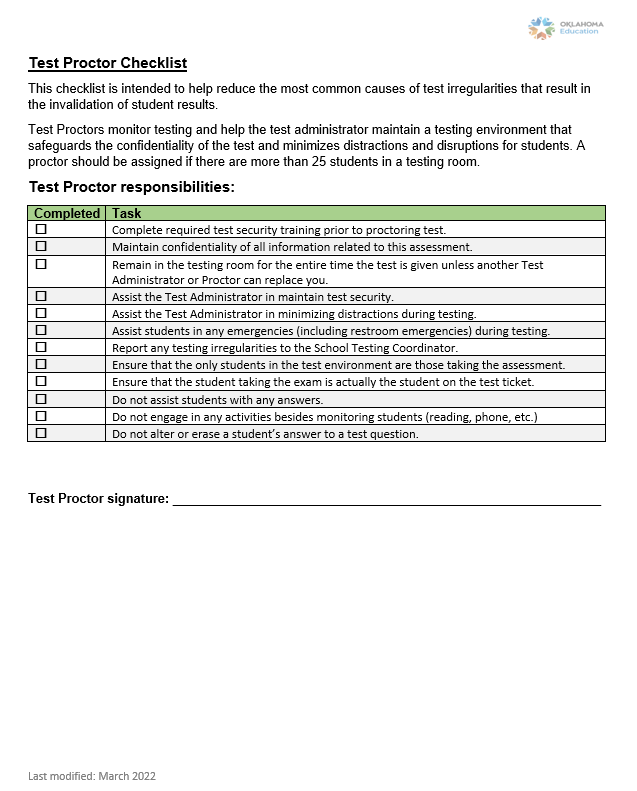 OKLAHOMA
Education
Test Proctor Checklist
This checklist is intended to help reduce the most common causes of test irregularities that result in
the invalidation of student results.
Test Proctors monitor testing and help the test administrator maintain a testing environment that
safeguards the confidentiality of the test and minimizes distractions and disruptions for students. A
proctor should be assigned if there are more than 25 students in a testing room.
Test Proctor responsibilities:
Completed Task
☐ Complete required test security training prior to proctoring test.
☐ Maintain confidentiality of all information related to this assessment.
☐ Remain in the testing room for the entire time the test is given unless another Test
Administrator or Proctor can replace you.
☐ Assist the Test Administrator in maintain test security.
☐ Assist the Test Administrator in minimizing distractions during testing.
☐ Assist students in any emergencies (including restroom emergencies) during testing.
☐ Report any testing irregularities to the School Testing Coordinator.
☐ Ensure that the only students in the test environment are those taking the assessment.
☐ Ensure that the student taking the exam is actually the student on the test ticket.
☐ Do not assist students with any answers.
☐ Do not engage in any activities besides monitoring students (reading, phone, etc.)
☐ Do not alter or erase a student’s answer to a test question.
Test Proctor signature: ____________________
Last modified: March 2022